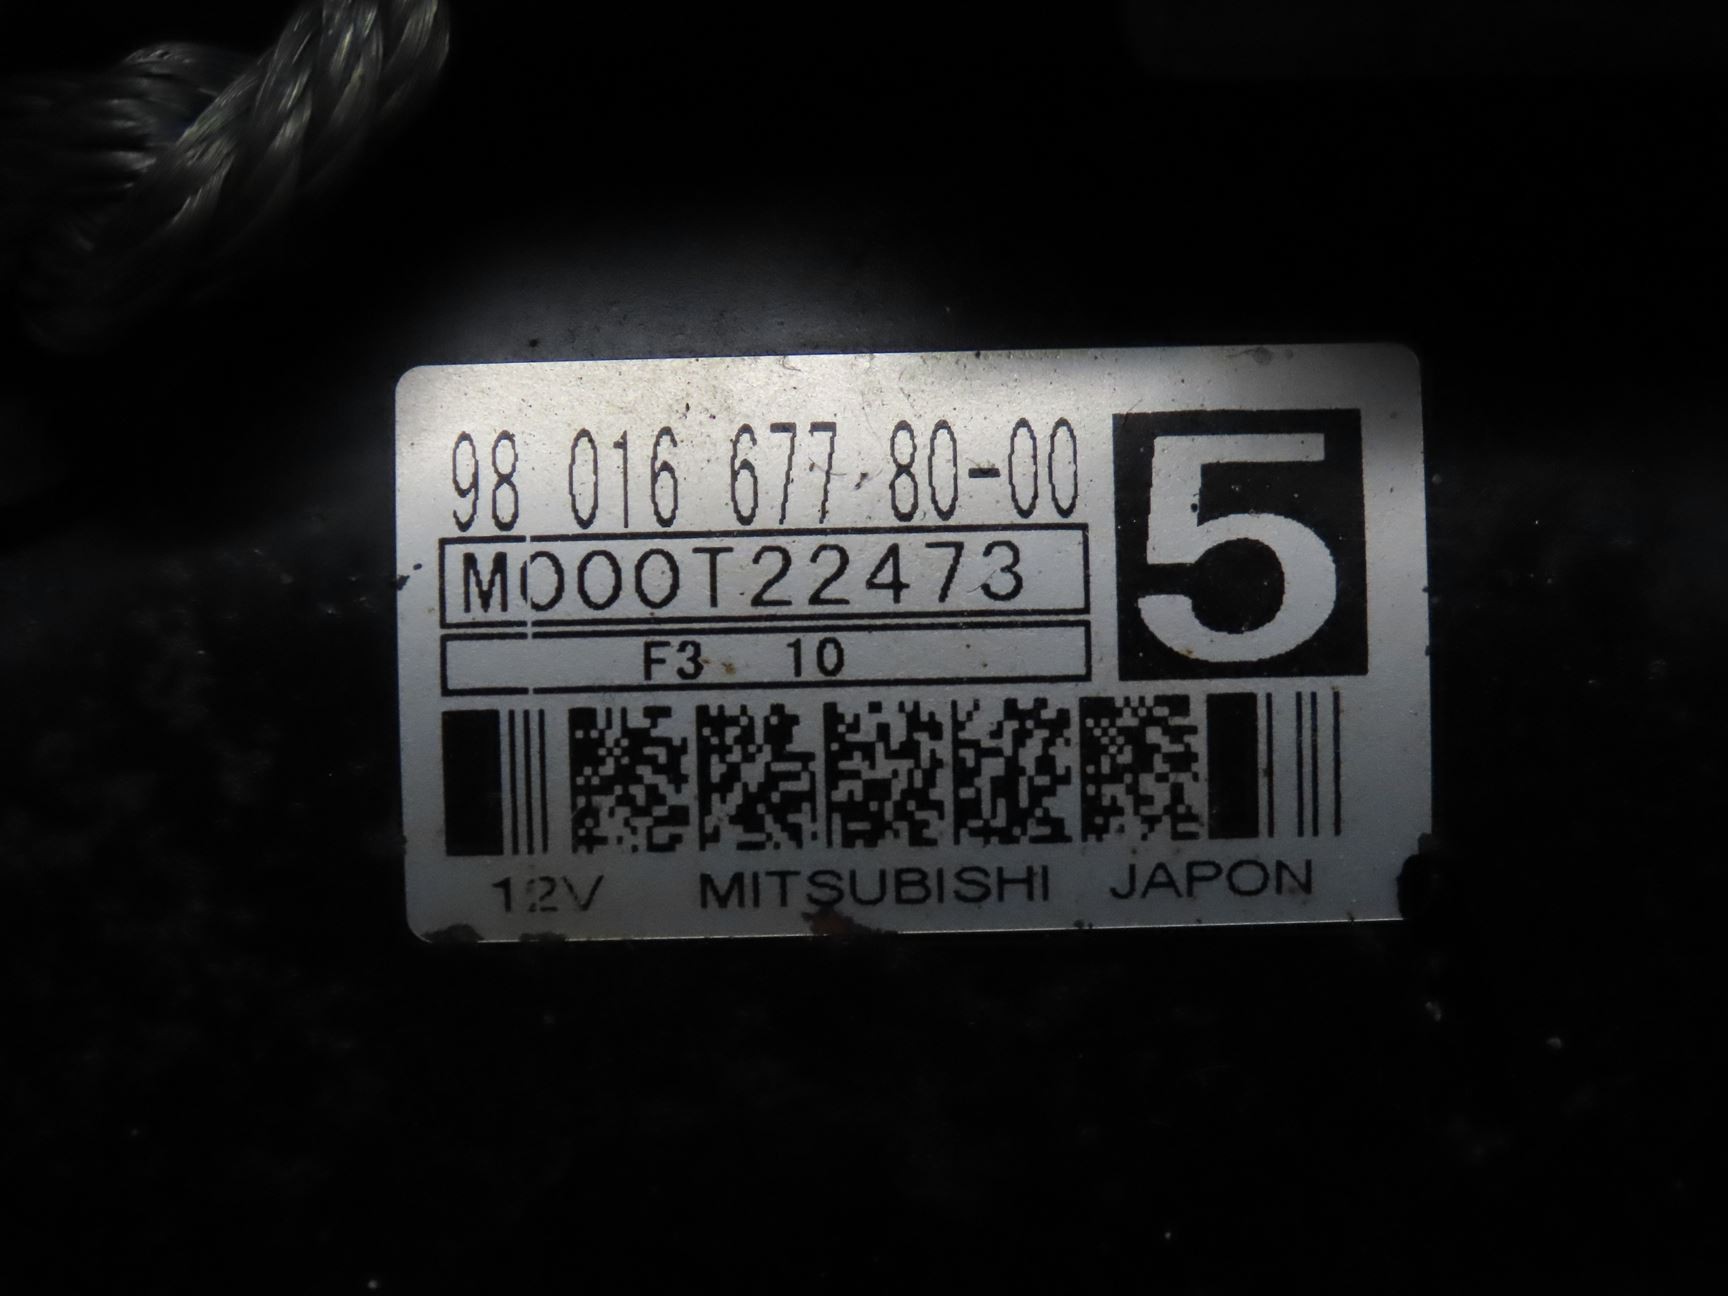 98 016 677 80-00
5
M000T22473
F3 10
12V MITSUBISHI JAPON